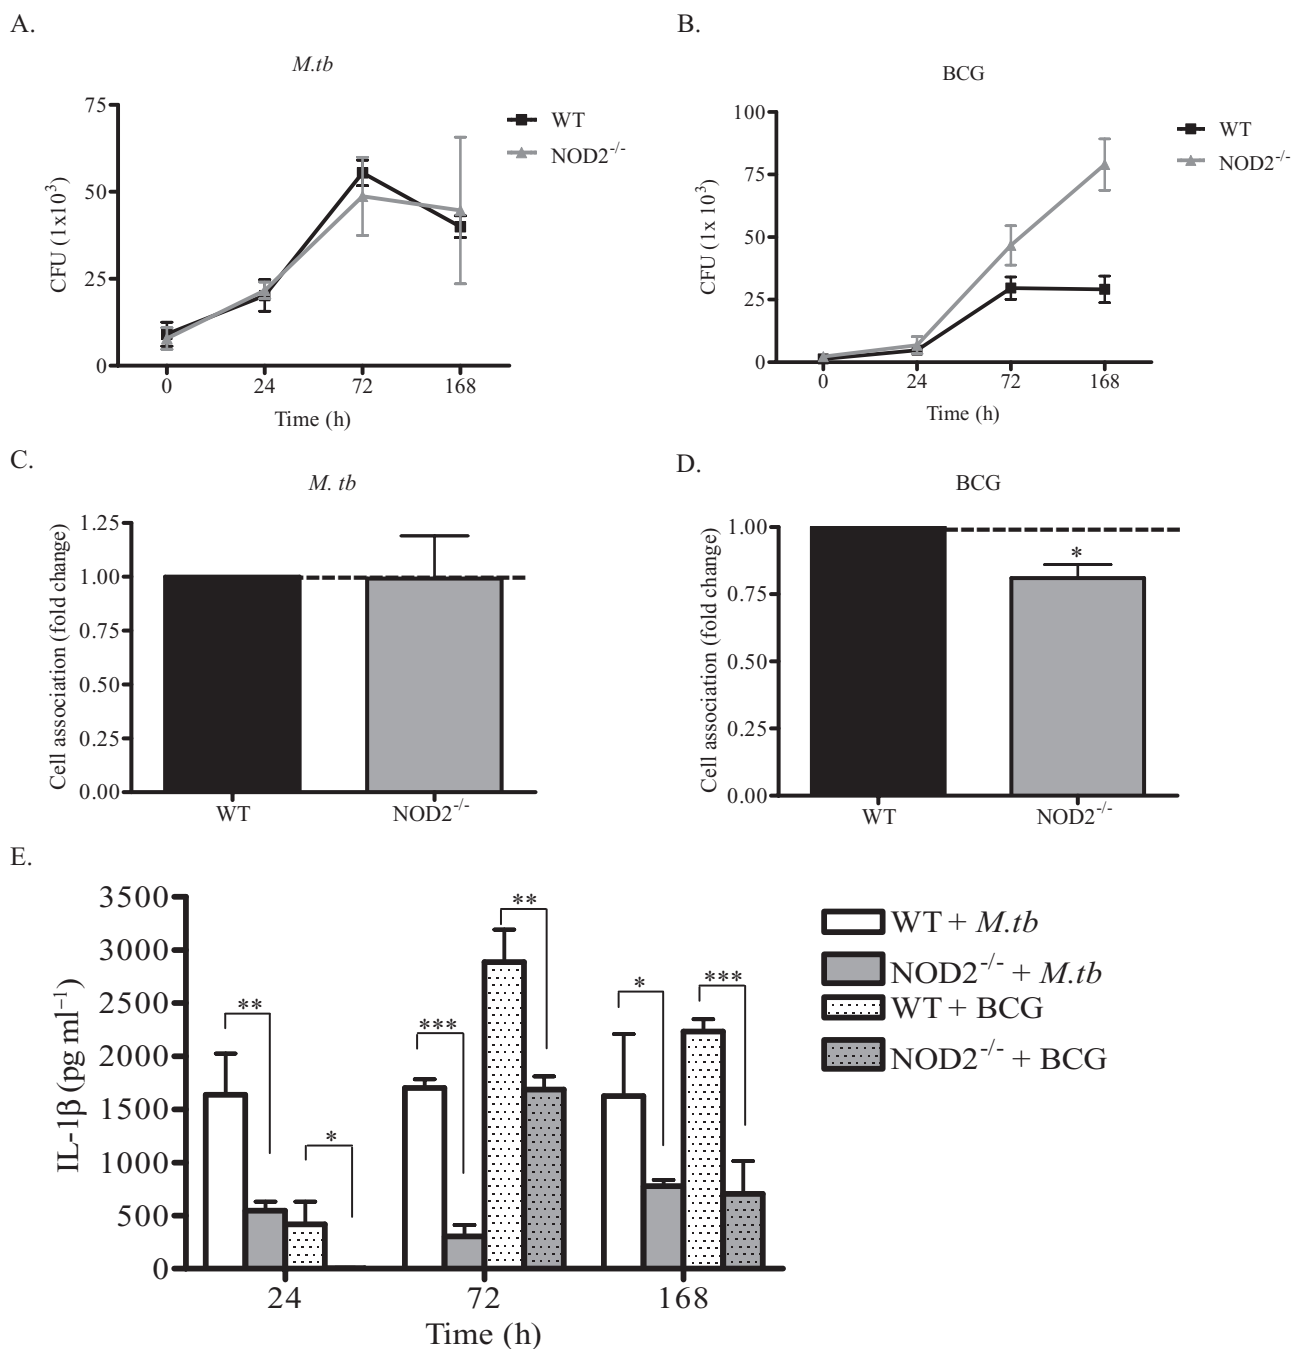 A.
M.tb
75
50
25
0
CFU (1x10³)
0 24 72 168
Time (h)
WT
NOD2⁻/⁻
B.
BCG
100
75
50
25
0
CFU (1x 10³)
0 24 72 168
Time (h)
WT
NOD2⁻/⁻
C.
M. tb
1.25
1.00
0.75
0.50
0.25
0.00
Cell association (fold change)
WT NOD2⁻/⁻
D.
BCG
1.00
0.75
0.50
0.25
0.00
Cell association (fold change)
*
WT NOD2⁻/⁻
E.
3500
3000
2500
2000
1500
1000
500
0
IL-1β (pg ml⁻¹)
** * *** ** * ***
24 72 168
Time (h)
WT + M.tb
NOD2⁻/⁻ + M.tb
WT + BCG
NOD2⁻/⁻ + BCG